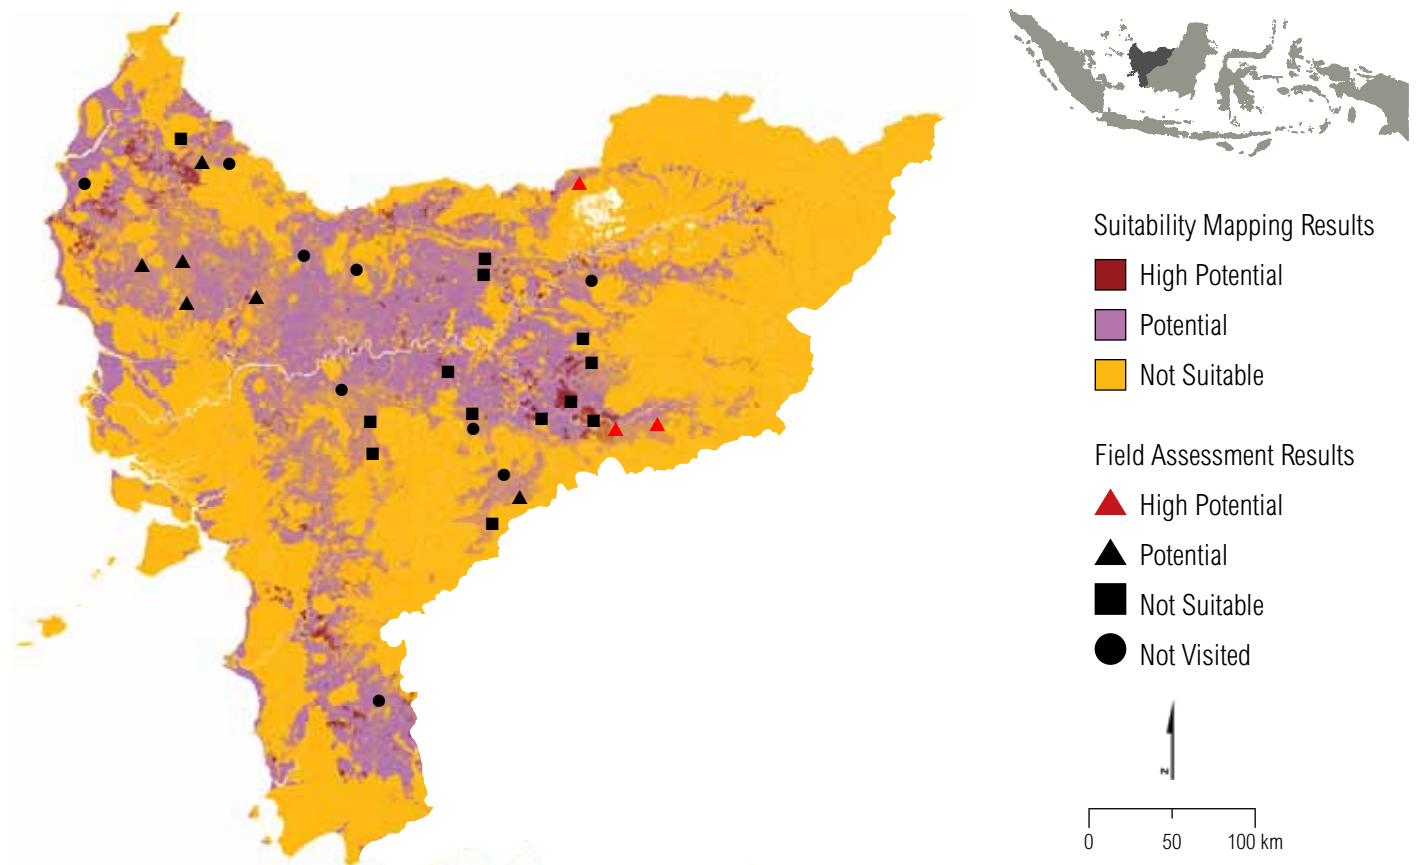 Suitability Mapping Results
High Potential
Potential
Not Suitable
Field Assessment Results
High Potential
Potential
Not Suitable
Not Visited
N
0 50 100 km